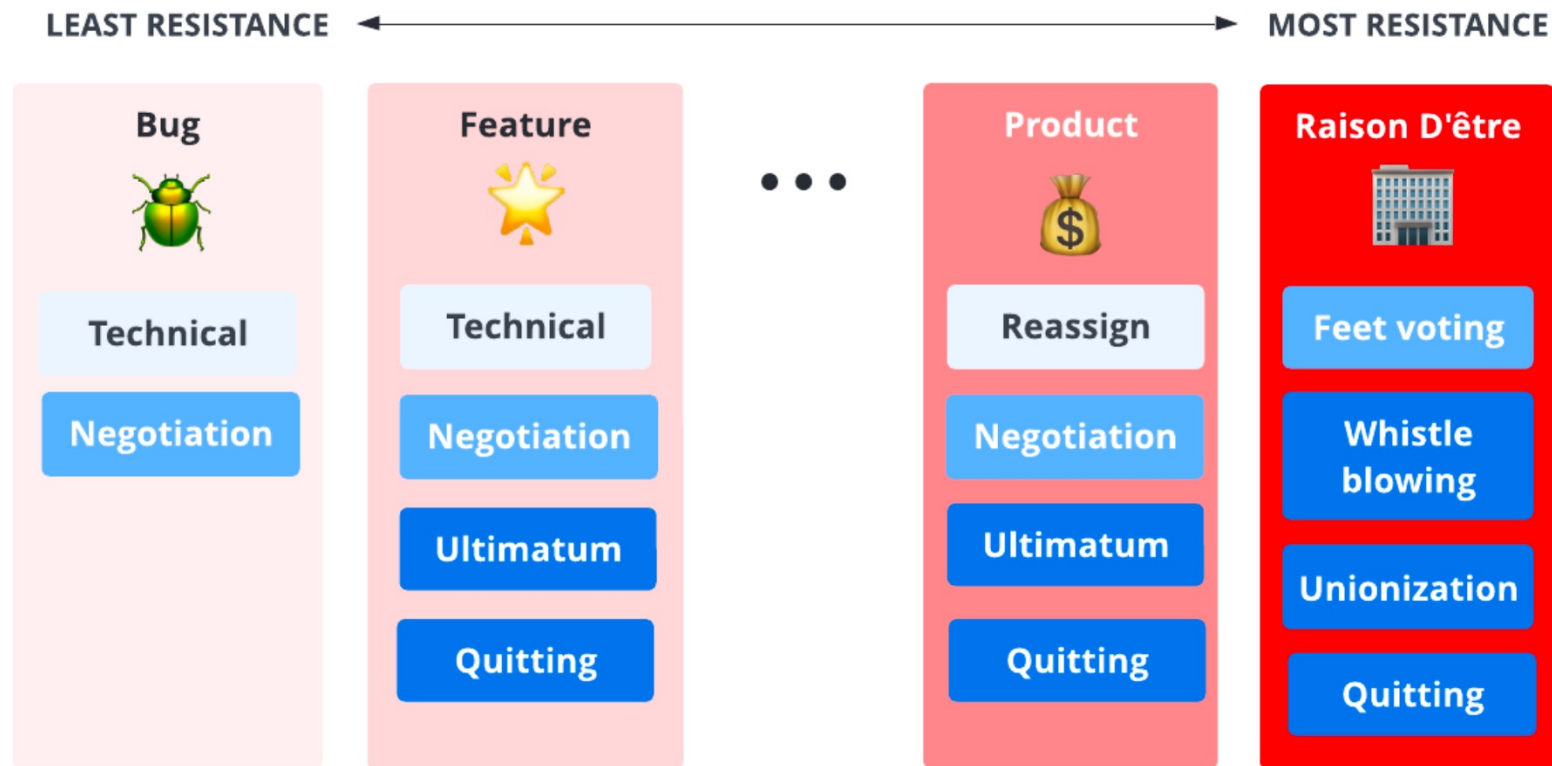 LEAST RESISTANCE
MOST RESISTANCE
Bug
Technical
Negotiation
Feature
Technical
Negotiation
Ultimatum
Quitting
Product
Reassign
Negotiation
Ultimatum
Quitting
Raison D'être
Feet voting
Whistle
blowing
Unionization
Quitting